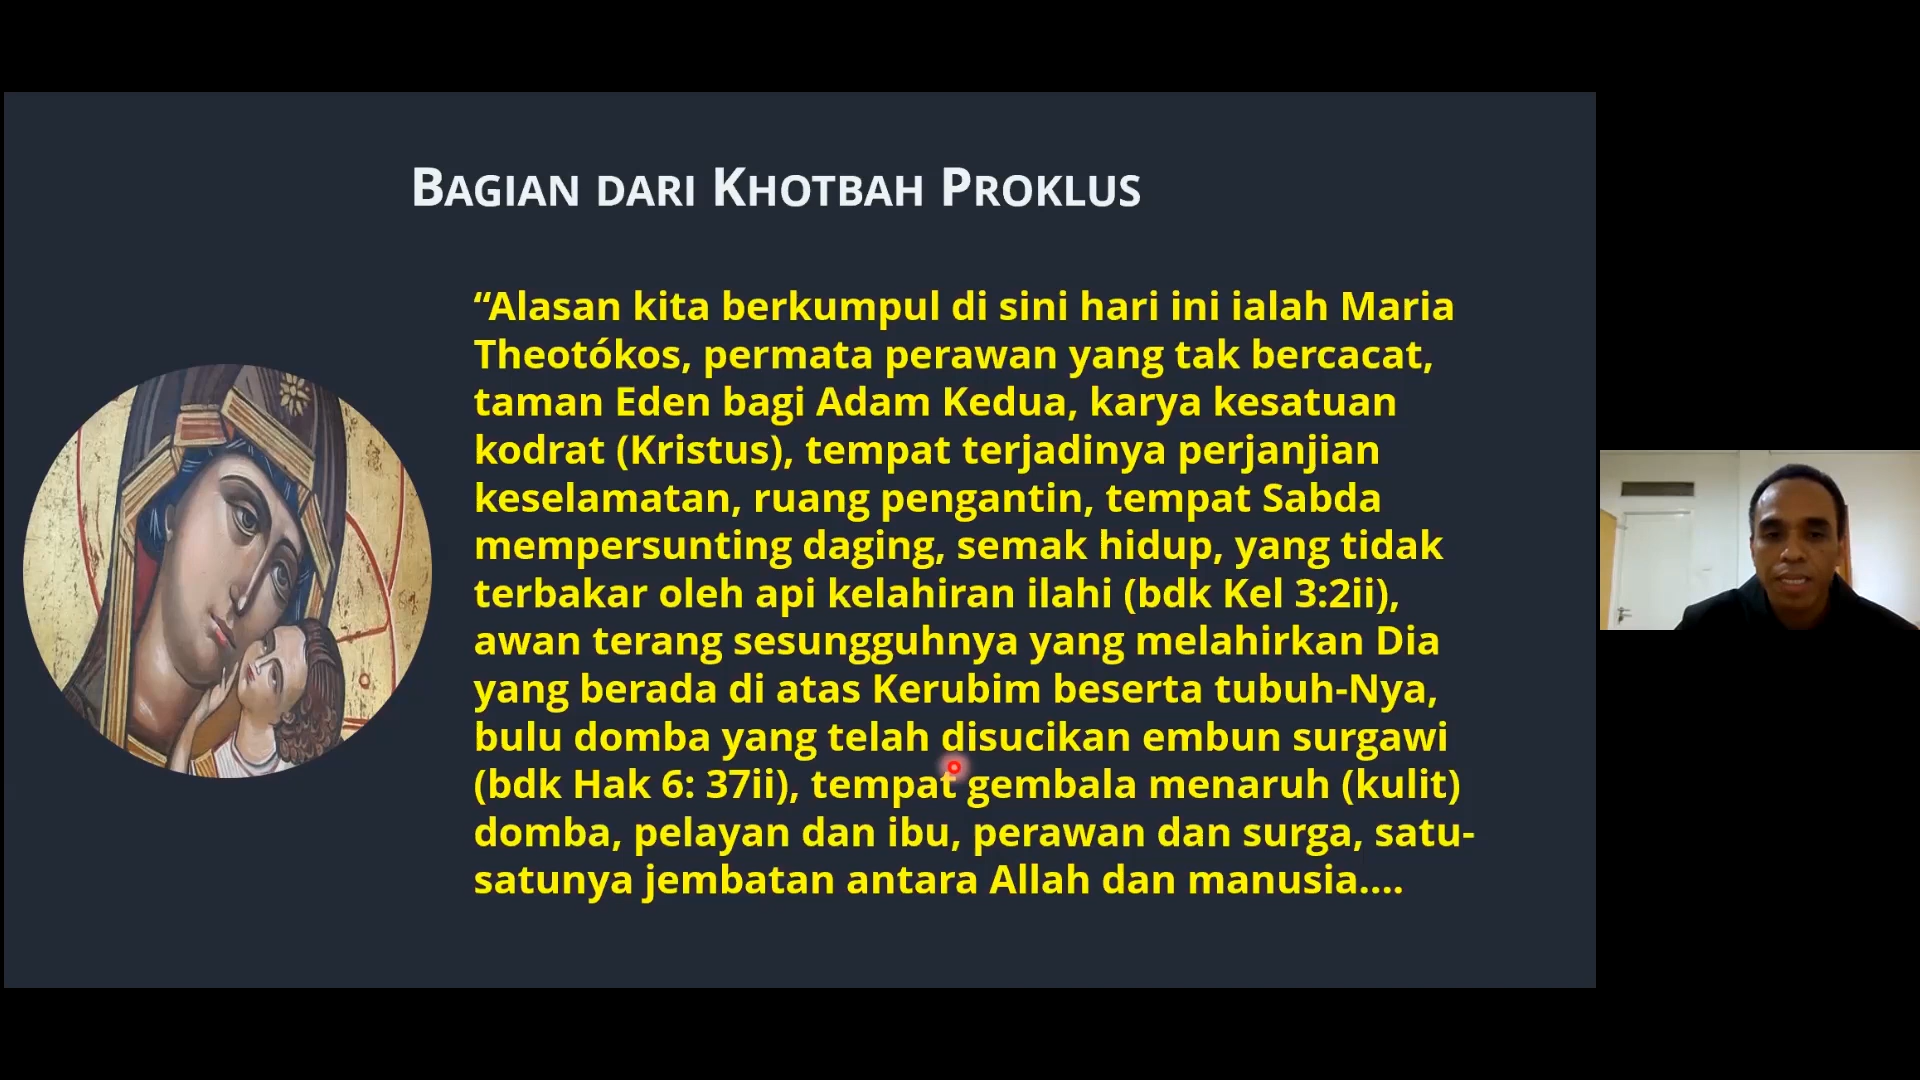 BAGIAN DARI KHOTBAH PROKLUS
“Alasan kita berkumpul di sini hari ini ialah Maria
Theotókos, permata perawan yang tak bercacat,
taman Eden bagi Adam Kedua, karya kesatuan
kodrat (Kristus), tempat terjadinya perjanjian
keselamatan, ruang pengantin, tempat Sabda
mempersunting daging, semak hidup, yang tidak
terbakar oleh api kelahiran ilahi (bdk Kel 3:2ii),
awan terang sesungguhnya yang melahirkan Dia
yang berada di atas Kerubim beserta tubuh-Nya,
bulu domba yang telah disucikan embun surgawi
(bdk Hak 6: 37ii), tempat gembala menaruh (kulit)
domba, pelayan dan ibu, perawan dan surga, satu-
satunya jembatan antara Allah dan manusia....